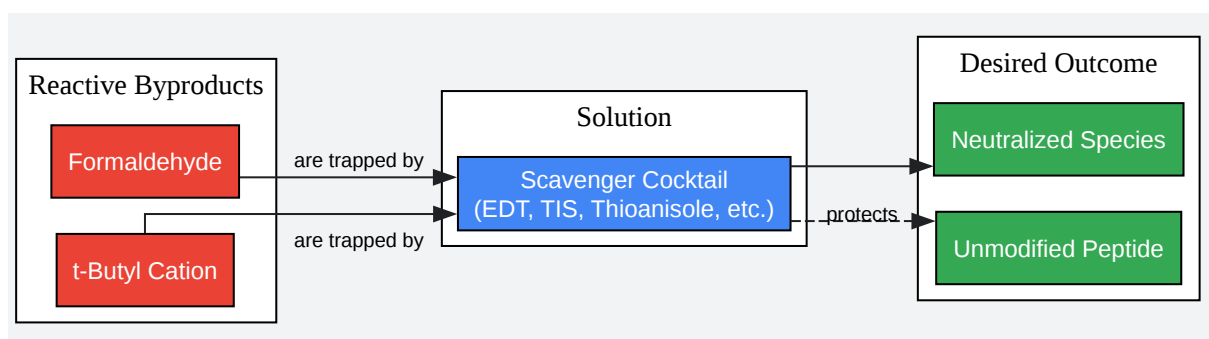 Reactive Byproducts
Formaldehyde
t-Butyl Cation
are trapped by
are trapped by
Solution
Scavenger Cocktail
(EDT, TIS, Thioanisole, etc.)
protects
Desired Outcome
Neutralized Species
Unmodified Peptide